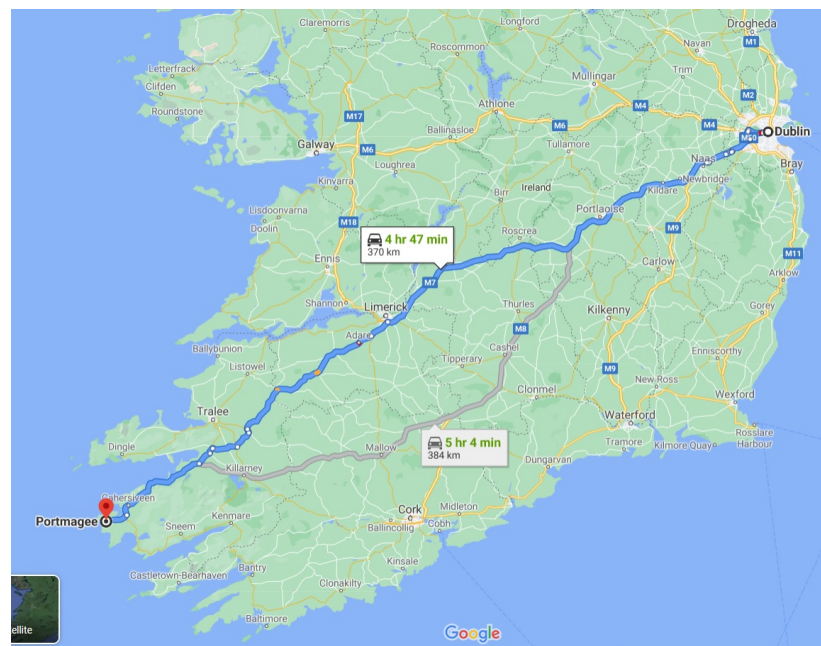 Claremorris
Longford
Drogheda
Roscommon
Navan
M1
Letterfrack
Mullingar
Trim
Clifden
M2
Roundstone
Athlone
M4
M17
M6
M4
Dublin
Ballinasloe
M50
Galway
M6
Tullamore
Naas
Loughrea
Bray
Kinvarra
Newbridge
Birr
Ireland
Kildare
Lisdoonvarna
Portlaoise
M18
Doolin
Roscrea
M9
4 hr 47 min
370 km
M11
Ennis
Carlow
M7
Arklow
Shannon
Limerick
Thurles
Kilkenny
Gorey
Adare
M8
Ballybunion
Cashel
Enniscorthy
Listowel
Tipperary
M9
New Ross
Clonmel
Wexford
Tralee
Waterford
Rosslare
Harbour
Dingle
5 hr 4 min
384 km
Tramore
Kilmore Quay
Mallow
Dungarvan
Killarney
Cahersiveen
Cork
Midleton
Portmagee
Kenmare
Sneem
Ballincollig
Cobh
Kinsale
Bantry
Castletown-Bearhaven
Clonakilty
Baltimore
ellite
Google